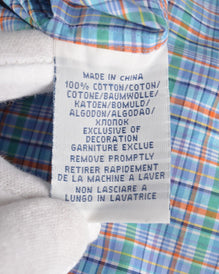 MADE IN CHINA
100% COTTON/COTON/
COTONE/BAUMWOLLE/
KATOEN/BOMULD/
ALGODON/ALGODAO/
ХЛОПОК
EXCLUSIVE OF
DECORATION
GARNITURE EXCLUE
REMOVE PROMPTLY
RETIRER RAPIDEMENT
DE LA MACHINE A LAVER
NON LASCIARE A
LUNGO IN LAVATRICE